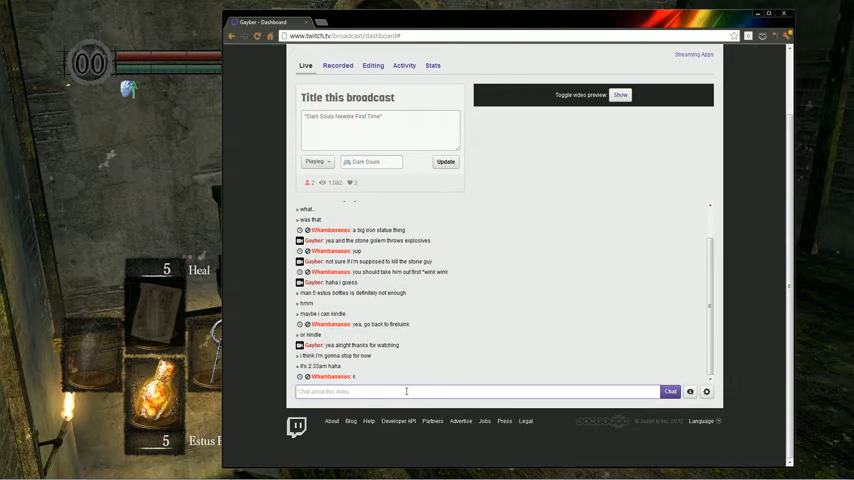 Gayber - Dashboard
www.twitch.tv/broadcast/dashboard#
Streaming Apps
Live Recorded Editing Activity Stats
Title this broadcast
"Dark Souls Newbie First Time"
Toggle video preview: Show
Playing Dark Souls Update
2 1,082 3
» what...
» was that
Whambananas: a big iron statue thing
Gayber: yea and the stone golem throws explosives
Whambananas: yup
Gayber: not sure if i'm supposed to kill the stone guy
Whambananas: you should take him out first *wink wink
Gayber: haha i guess
» man 5 estus bottles is definitely not enough
» hmm
» maybe i can kindle
Whambananas: yea, go back to fireluink
» or kindle
Gayber: yea alright thanks for watching
» i think i'm gonna stop for now
» it's 2:33am haha
Whambananas: k
Chat about this video.
Chat
About Blog Help Developer API Partners Advertise Jobs Press Legal
© Justin.tv Inc. 2012 Language
00
5 Heal
5 Estus